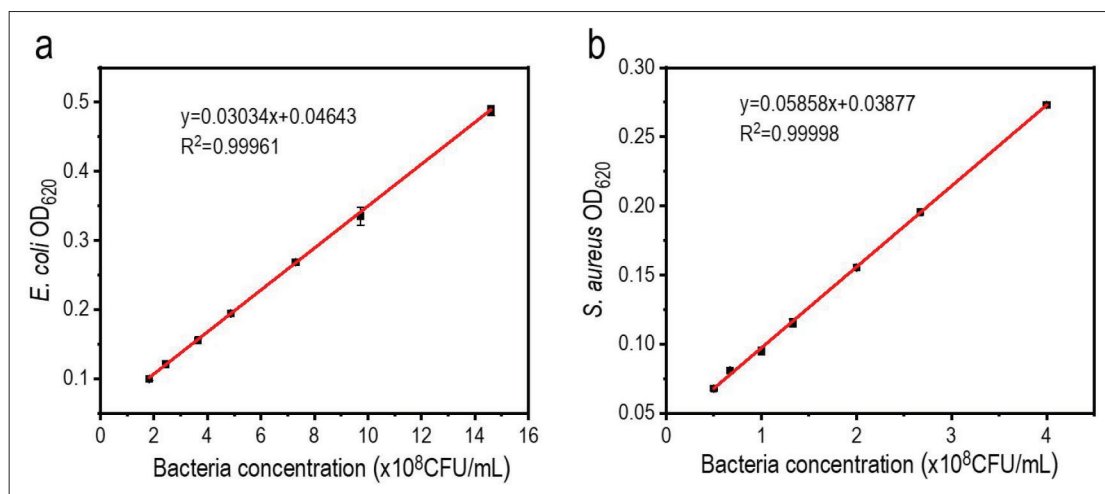 a
y=0.03034x+0.04643
R²=0.99961
E. coli OD₆₂₀
0.5
0.4
0.3
0.2
0.1
0 2 4 6 8 10 12 14 16
Bacteria concentration (x10⁸CFU/mL)
b
y=0.05858x+0.03877
R²=0.99998
S. aureus OD₆₂₀
0.30
0.25
0.20
0.15
0.10
0.05
0 1 2 3 4
Bacteria concentration (x10⁸CFU/mL)